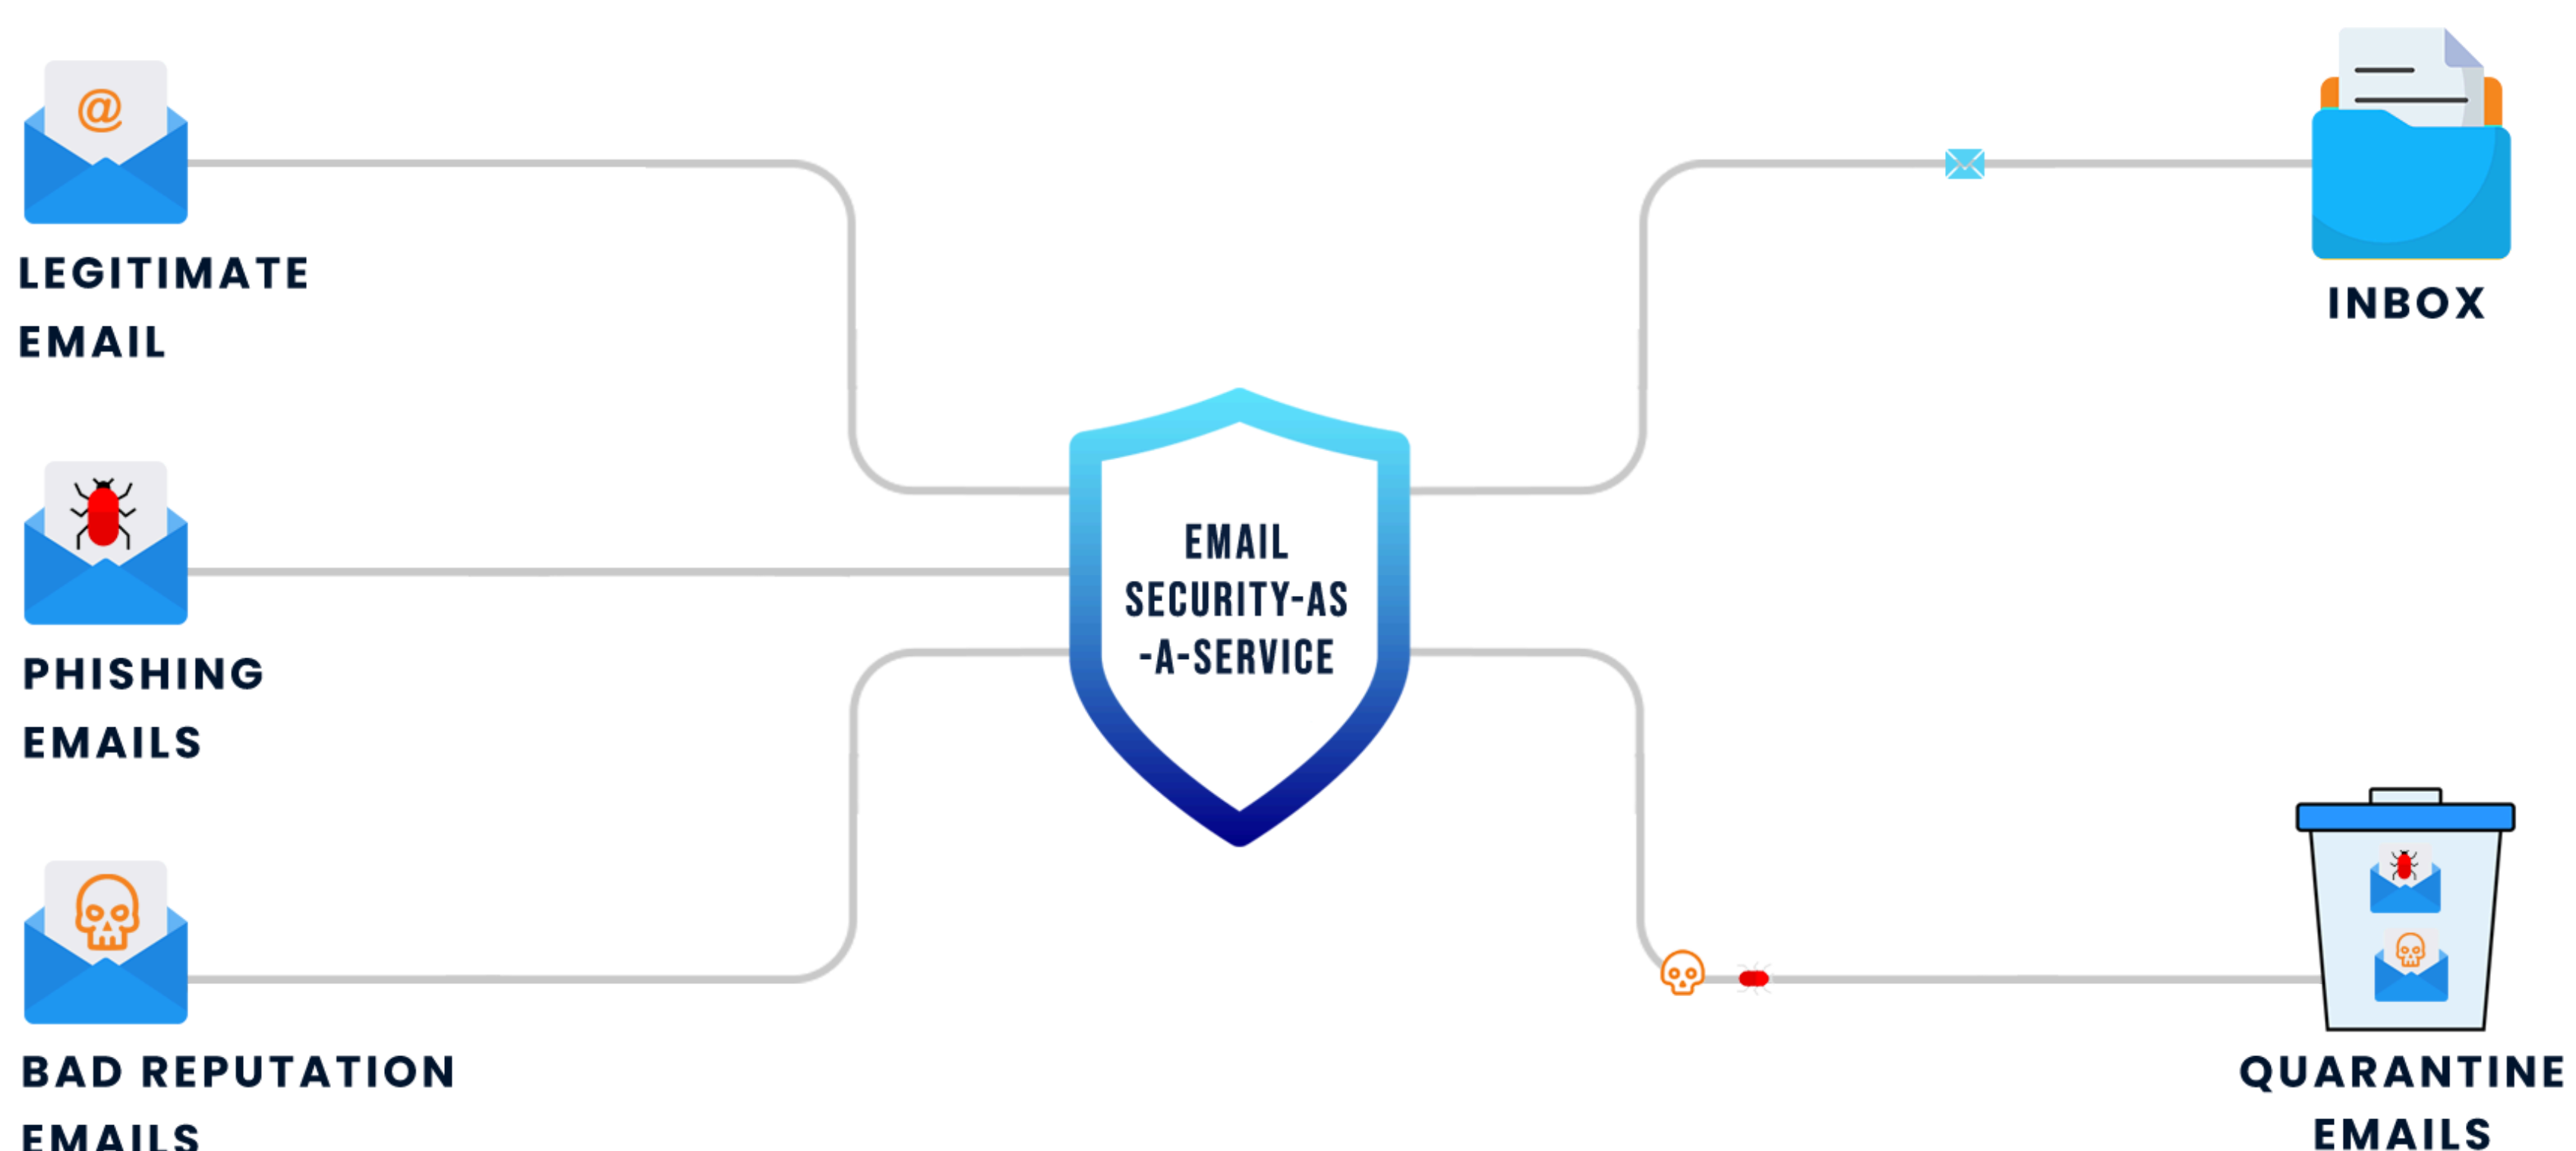 @
LEGITIMATE
EMAIL
INBOX
EMAIL
SECURITY-AS
-A-SERVICE
PHISHING
EMAILS
BAD REPUTATION
EMAILS
QUARANTINE
EMAILS